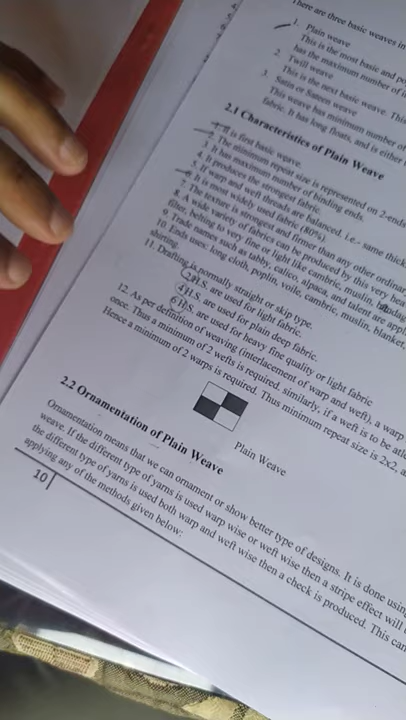 There are three basic weaves in
1. Plain weave
This is the most basic and po
has the maximum number of i
2. Twill weave
This is the next basic weave. This
3. Satin or Sateen weave
This weave has minimum number o
fabric. It has long floats, and is either
2.1 Characteristics of Plain Weave
1. It is first basic weave.
2. The minimum repeat size is represented on 2-ends
3. It has maximum number of binding ends.
4. It produces the strongest fabric.
5. If warp and weft threads are balanced, i.e.- same thick
6. It is most widely used fabric (80%).
7. The texture is strongest and firmer than any other ordinar
8. A wide variety of fabrics can be produced by this very hea
filter, belting to very fine or light like cambric, muslin,
9. Trade names such as tabby, calico, alpaca, and talent are appl
10. Ends uses: long cloth, poplin, voile, cambric, muslin, blanket,
shirting.
11. Drafting is normally straight or skip type.
2H.S. are used for light fabric.
4H.S. are used for plain deep fabric.
6H.S. are used for heavy fine quality or light fabric
12. As per definition of weaving (interlacement of warp and weft), a warp
once. Thus a minimum of 2 wefts is required, similarly, if a weft is to be atle
Hence a minimum of 2 warps is required. Thus minimum repeat size is 2x2, a
Plain Weave
2.2 Ornamentation of Plain Weave
Ornamentation means that we can ornament or show better type of designs. It is done using
weave. If the different type of yarns is used warp wise or weft wise then a stripe effect will
the different type of yarns is used both warp and weft wise then a check is produced. This can
applying any of the methods given below:
10